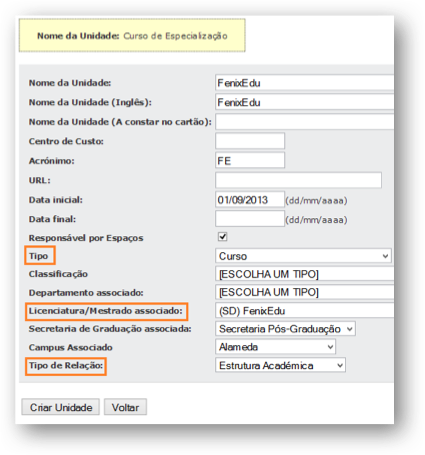 Nome da Unidade: Curso de Especialização
Nome da Unidade: FenixEdu
Nome da Unidade (Inglês): FenixEdu
Nome da Unidade (A constar no cartão):
Centro de Custo:
Acrónimo: FE
URL:
Data inicial: 01/09/2013 (dd/mm/aaaa)
Data final: (dd/mm/aaaa)
Responsável por Espaços
Tipo Curso
Classificação [ESCOLHA UM TIPO]
Departamento associado: [ESCOLHA UM TIPO]
Licenciatura/Mestrado associado: (SD) FenixEdu
Secretaria de Graduação associada: Secretaria Pós-Graduação
Campus Associado Alameda
Tipo de Relação: Estrutura Académica
Criar Unidade Voltar